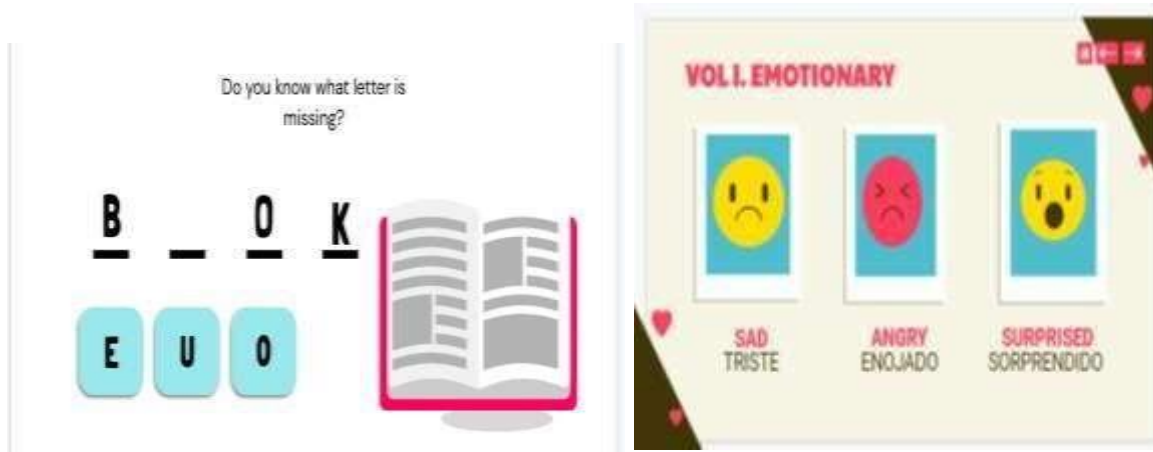 Do you know what letter is
missing?
B _ O K
E U O
VOL I. EMOTIONARY
SAD ANGRY SURPRISED
TRISTE ENOJADO SORPRENDIDO